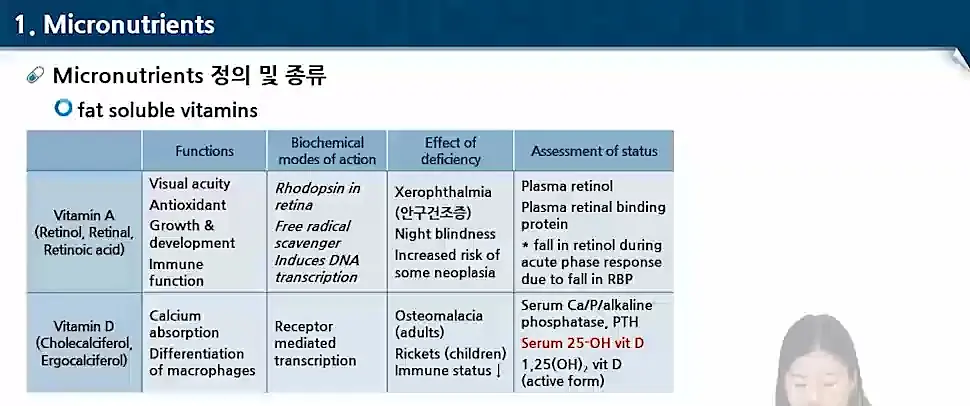 1. Micronutrients
Micronutrients 정의 및 종류
fat soluble vitamins
Functions
Biochemical
modes of action
Effect of
deficiency
Assessment of status
Vitamin A
(Retinol, Retinal,
Retinoic acid)
Visual acuity
Antioxidant
Growth &
development
Immune
function
Rhodopsin in
retina
Free radical
scavenger
Induces DNA
transcription
Xerophthalmia
(안구건조증)
Night blindness
Increased risk of
some neoplasia
Plasma retinol
Plasma retinal binding
protein
* fall in retinol during
acute phase response
due to fall in RBP
Vitamin D
(Cholecalciferol,
Ergocalciferol)
Calcium
absorption
Differentiation
of macrophages
Receptor
mediated
transcription
Osteomalacia
(adults)
Rickets (children)
Immune status↓
Serum Ca/P/alkaline
phosphatase, PTH
Serum 25-OH vit D
1,25(OH)₂ vit D
(active form)